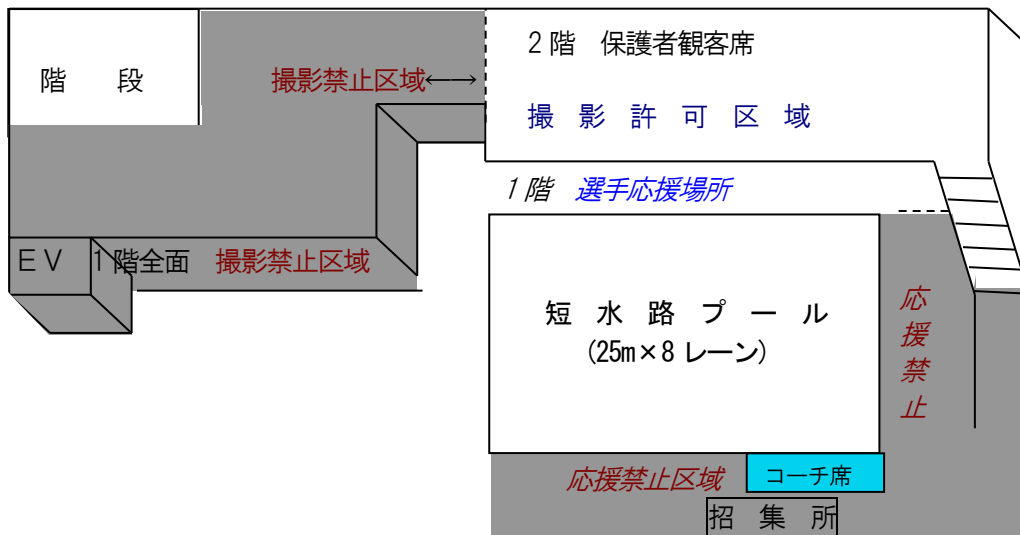 2階　保護者観客席
階　段
撮影禁止区域←→
撮　影　許　可　区　域
1階　選手応援場所
ＥＶ　1階全面　撮影禁止区域
短　水　路　プ　ー　ル
(25m×8レーン)
応援禁止
応援禁止区域
コーチ席
招　集　所